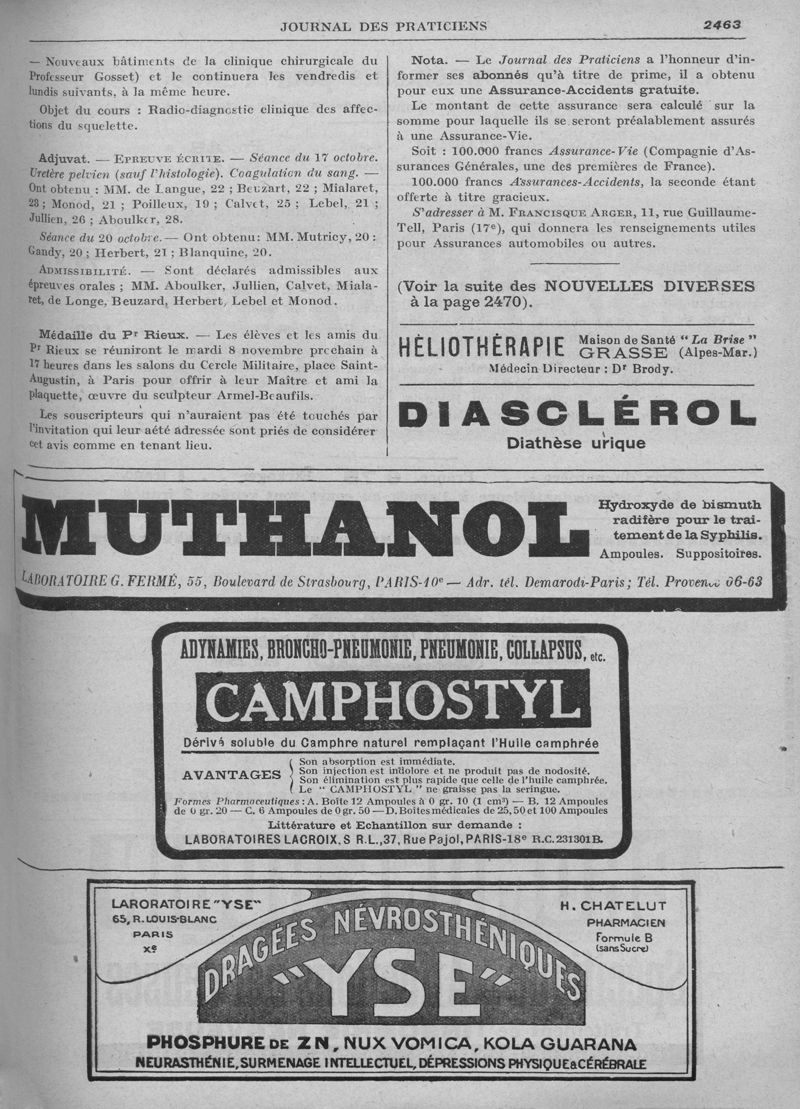 JOURNAL DES PRATICIENS
2463
— Nouveaux bâtiments de la clinique chirurgicale du
Professeur Gosset) et le continuera les vendredis et
lundis suivants, à la même heure.
Objet du cours : Radio-diagnostic clinique des affec-
tions du squelette.
Adjuvat. — EPREUVE ÉCRITE. — Séance du 17 octobre.
Uretère pelvien (sauf l'histologie). Coagulation du sang. —
Ont obtenu : MM. de Langue, 22 ; Beuzart, 22 ; Mialaret,
28 ; Monod, 21 ; Poilleux, 19 ; Calvet, 25 ; Lebel, 21 ;
Jullien, 26 ; Aboulker, 28.
Séance du 20 octobre. — Ont obtenu : MM. Mutricy, 20 :
Gandy, 20 ; Herbert, 21 ; Blanquine, 20.
ADMISSIBILITÉ. — Sont déclarés admissibles aux
épreuves orales ; MM. Aboulker, Jullien, Calvet, Miala-
ret, de Longe, Beuzard, Herbert, Lebel et Monod.
Médaille du Pr Rieux. — Les élèves et les amis du
Pr Rieux se réuniront le mardi 8 novembre prochain à
17 heures dans les salons du Cercle Militaire, place Saint-
Augustin, à Paris pour offrir à leur Maître et ami la
plaquette, œuvre du sculpteur Armel-Beaufils.
Les souscripteurs qui n'auraient pas été touchés par
l'invitation qui leur aété adressée sont priés de considérer
cet avis comme en tenant lieu.
Nota. — Le Journal des Praticiens a l'honneur d'in-
former ses abonnés qu'à titre de prime, il a obtenu
pour eux une Assurance-Accidents gratuite.
Le montant de cette assurance sera calculé sur la
somme pour laquelle ils se seront préalablement assurés
à une Assurance-Vie.
Soit : 100.000 francs Assurance-Vie (Compagnie d'As-
surances Générales, une des premières de France).
100.000 francs Assurances-Accidents, la seconde étant
offerte à titre gracieux.
S'adresser à M. FRANCISQUE ARGER, 11, rue Guillaume-
Tell, Paris (17e), qui donnera les renseignements utiles
pour Assurances automobiles ou autres.
(Voir la suite des NOUVELLES DIVERSES
à la page 2470).
HÉLIOTHÉRAPIE Maison de Santé "La Brise"
GRASSE (Alpes-Mar.)
Médecin Directeur : Dr Brody.
DIASCLÉROL
Diathèse urique
MUTHANOL
Hydroxyde de bismuth
radifère pour le trai-
tement de la Syphilis.
Ampoules. Suppositoires.
LABORATOIRE G. FERMÉ, 55, Boulevard de Strasbourg, PARIS-10e — Adr. tél. Demarodi-Paris ; Tél. Provence 06-63
ADYNAMIES, BRONCHO-PNEUMONIE, PNEUMONIE, COLLAPSUS, etc.
CAMPHOSTYL
Dérivé soluble du Camphre naturel remplaçant l'Huile camphrée
AVANTAGES
Son absorption est immédiate.
Son injection est indolore et ne produit pas de nodosité.
Son élimination est plus rapide que celle de l'huile camphrée.
Le "CAMPHOSTYL" ne graisse pas la seringue.
Formes Pharmaceutiques : A. Boîte 12 Ampoules à 0 gr. 10 (1 cm3) — B. 12 Ampoules
de 0 gr. 20 — C. 6 Ampoules de 0 gr. 50 — D. Boîtes médicales de 25, 50 et 100 Ampoules
Littérature et Echantillon sur demande :
LABORATOIRES LACROIX, S R.L., 37, Rue Pajol, PARIS-18e R.C. 231301 B.
LARORATOIRE "YSE"
65, R. LOUIS-BLANC
PARIS
Xe
H. CHATELUT
PHARMACIEN
Formule B
(sans Sucre)
DRAGÉES NÉVROSTHÉNIQUES
"YSE"
PHOSPHURE DE ZN, NUX VOMICA, KOLA GUARANA
NEURASTHÉNIE, SURMENAGE INTELLECTUEL, DÉPRESSIONS PHYSIQUE & CÉRÉBRALE